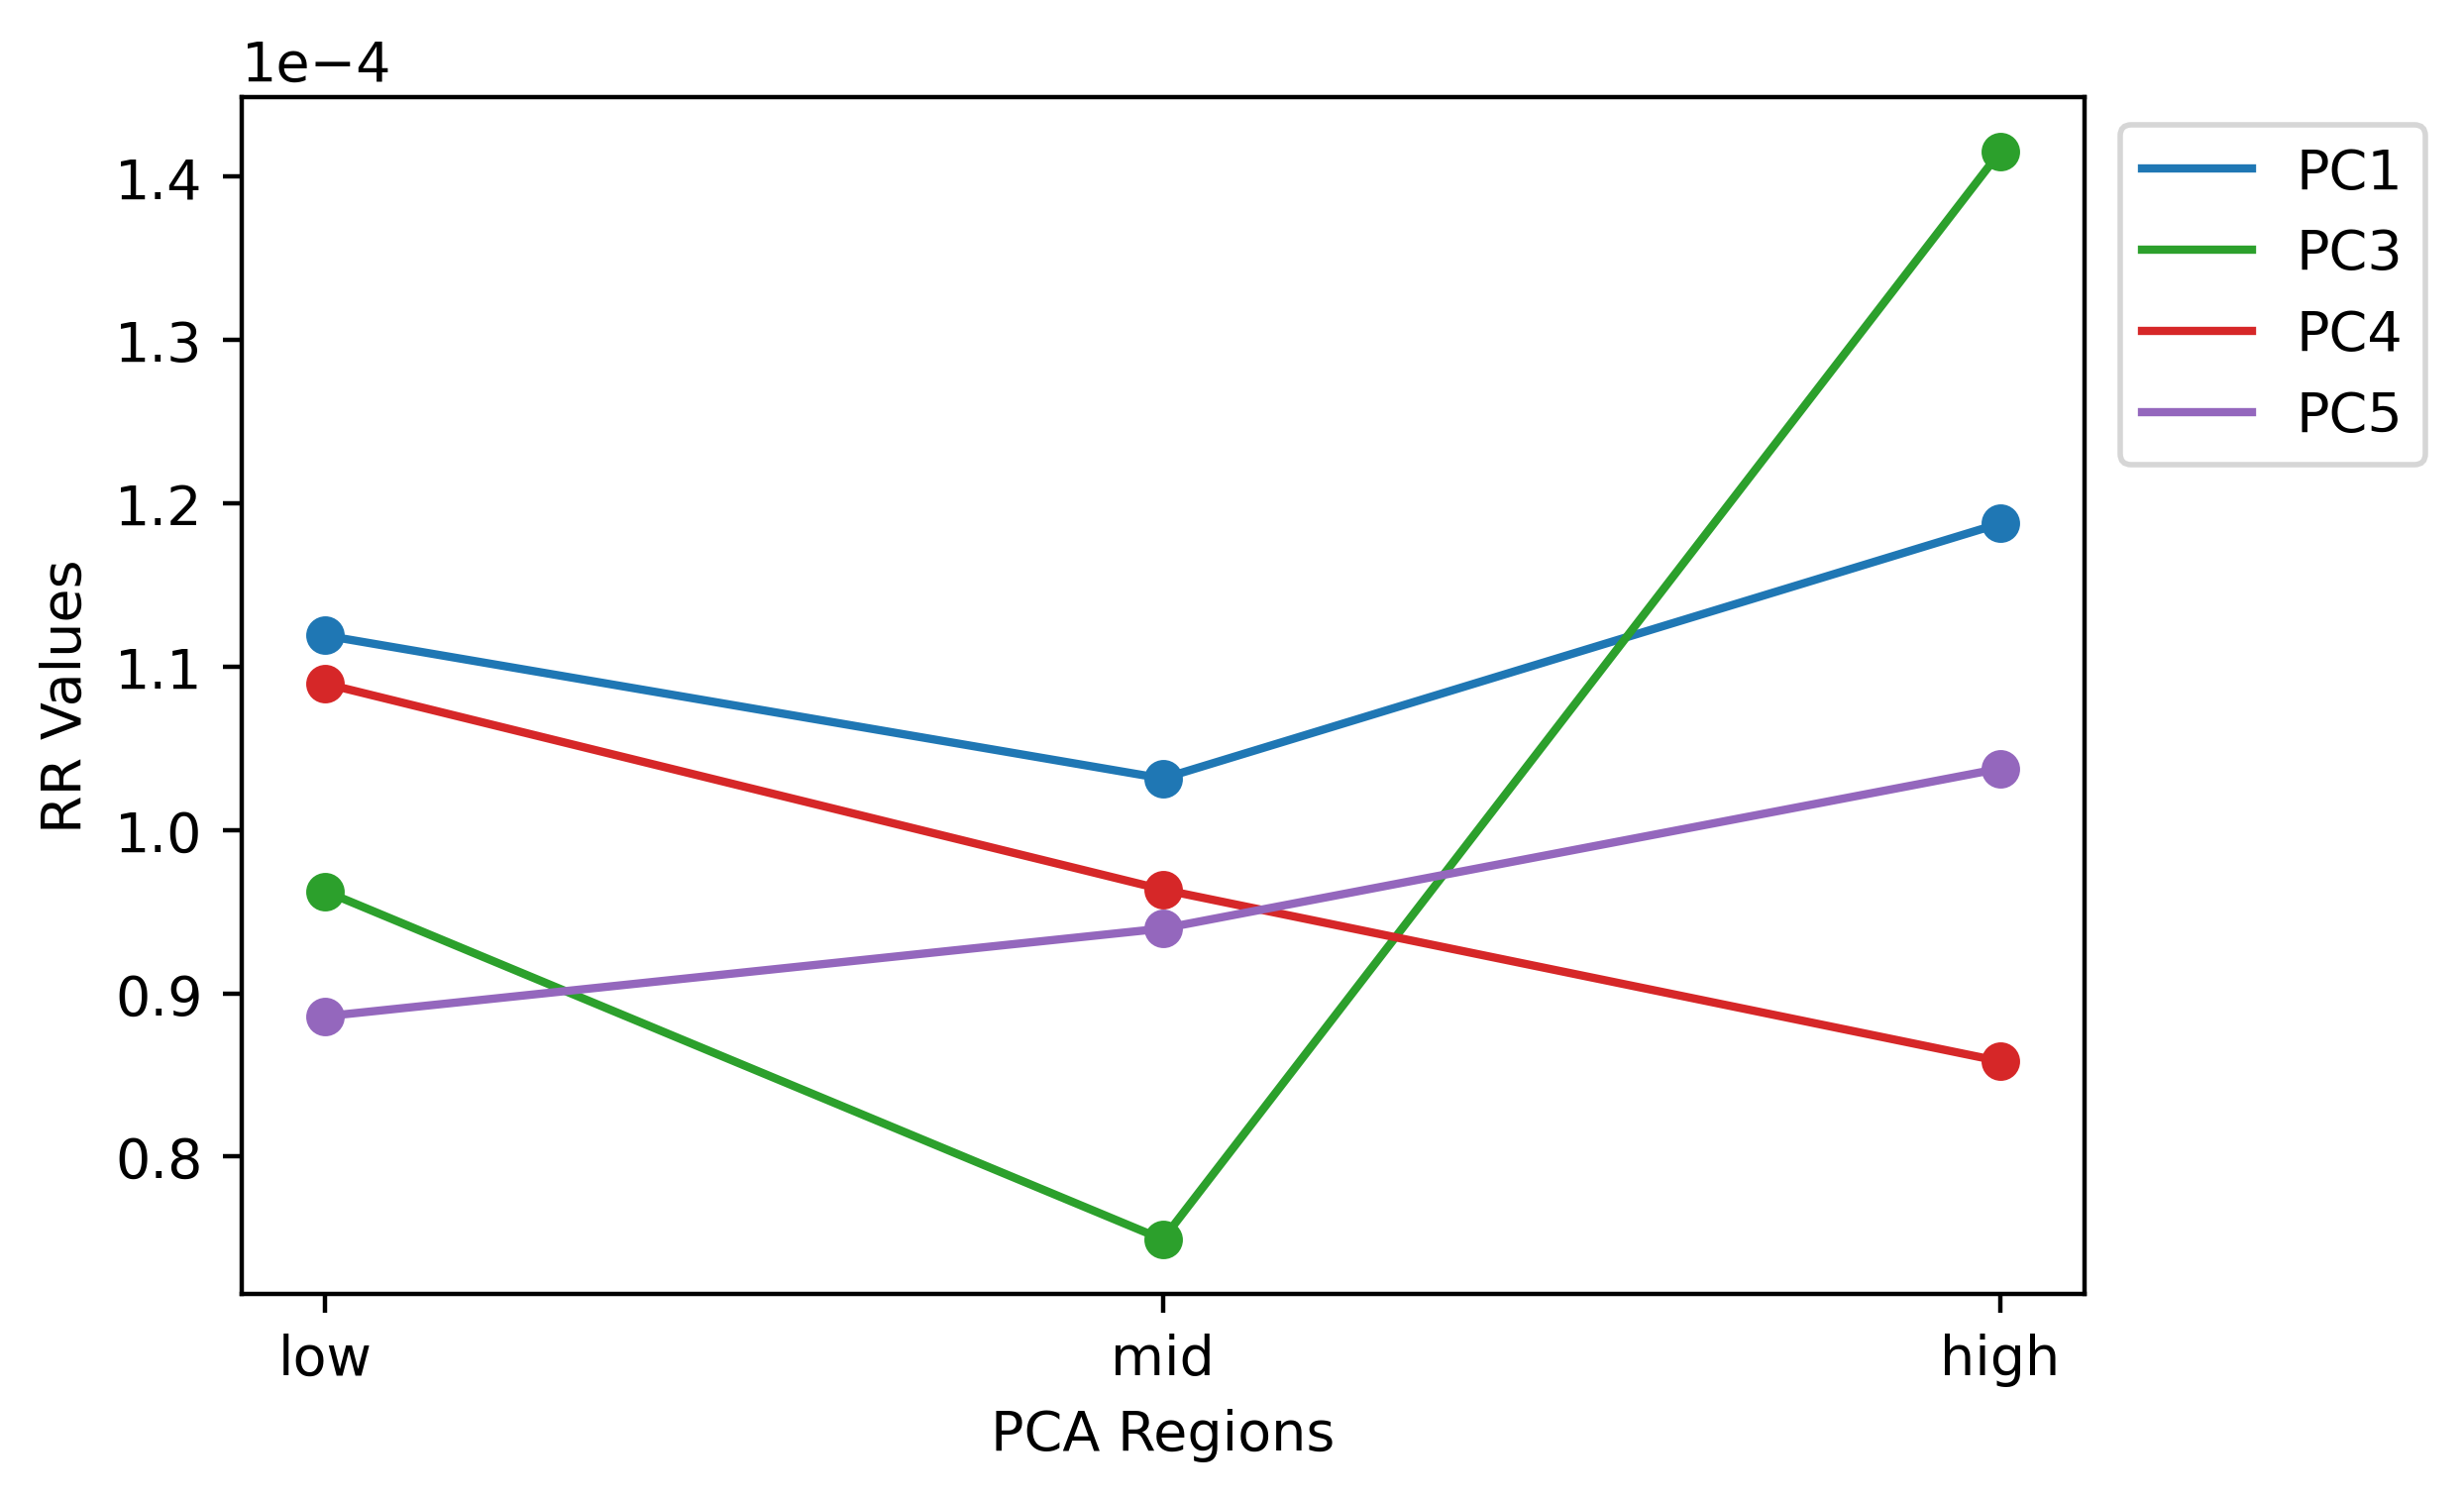 1e−4
1.4
1.3
1.2
1.1
1.0
0.9
0.8
RR Values
low
mid
high
PCA Regions
PC1
PC3
PC4
PC5